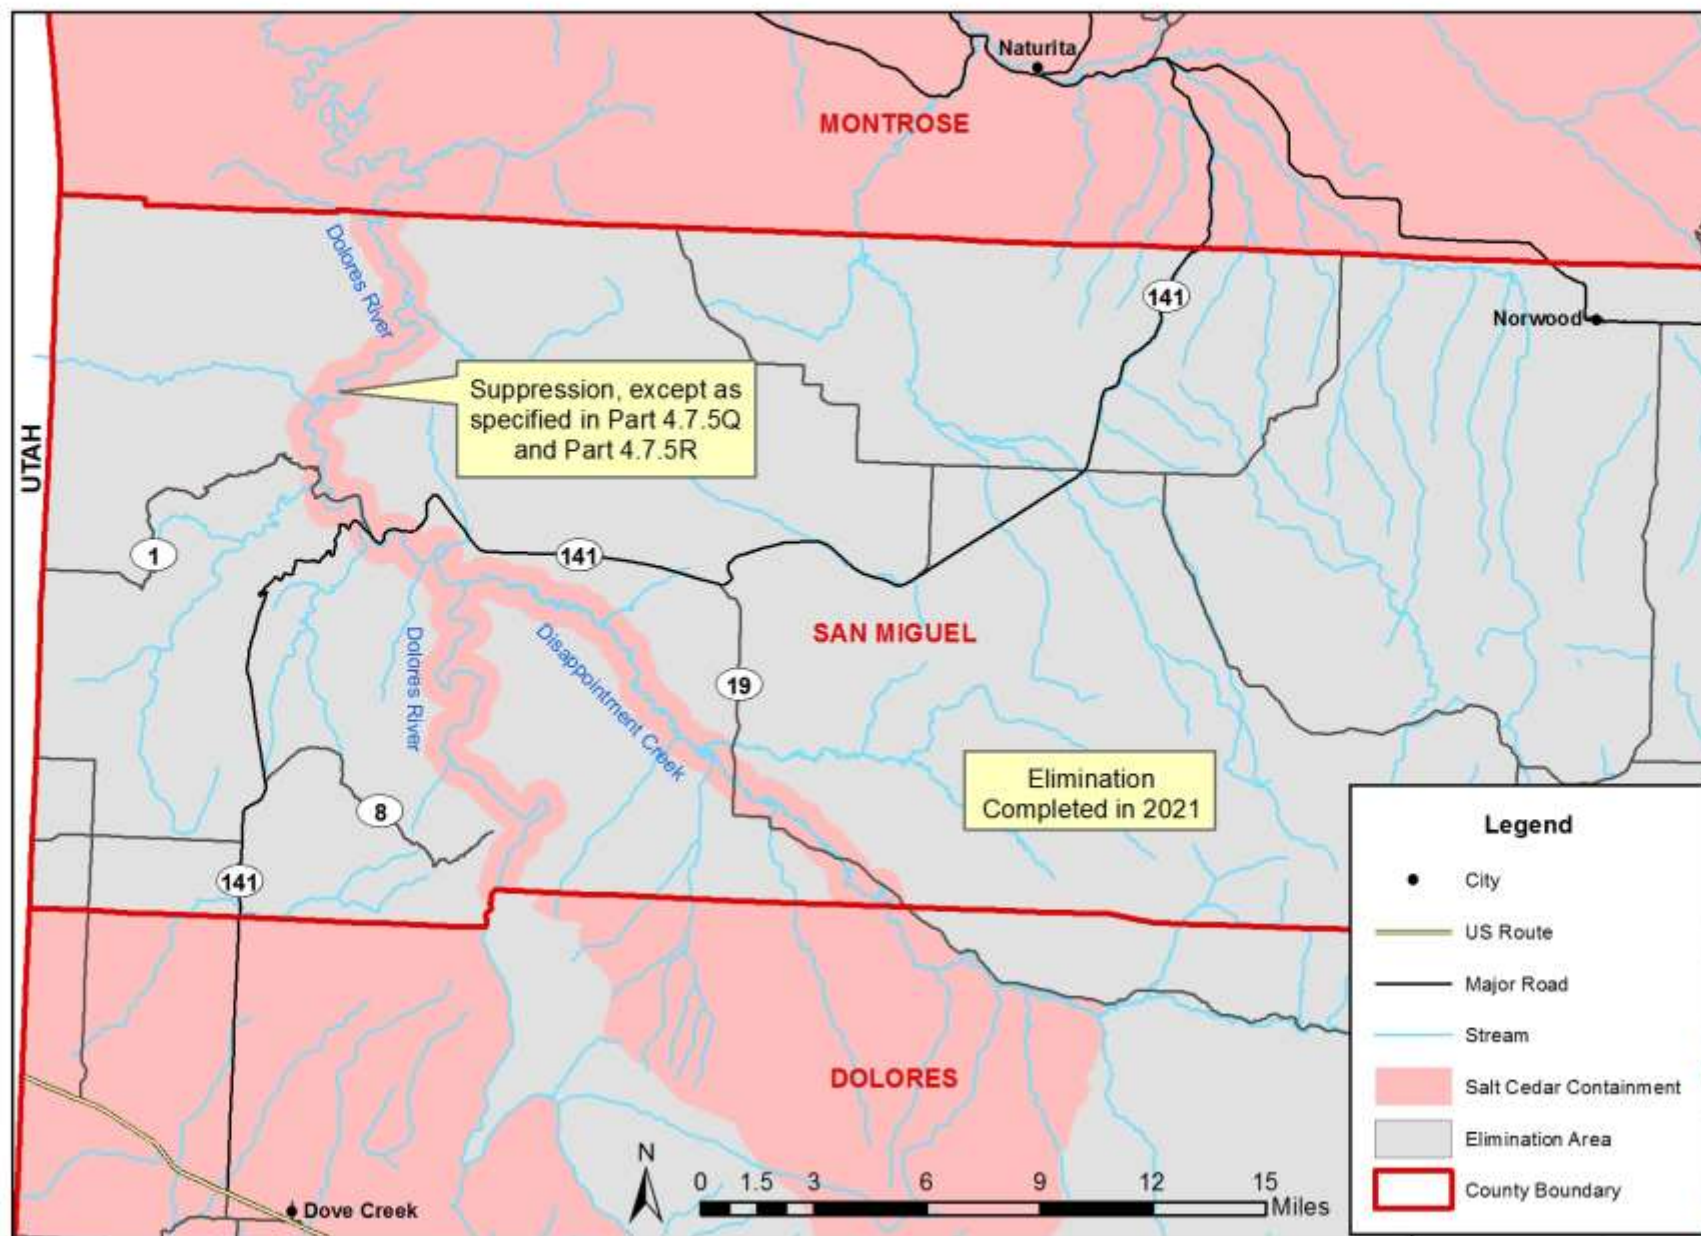 Naturita
MONTROSE
Dolores River
141
Norwood
Suppression, except as
specified in Part 4.7.5Q
and Part 4.7.5R
UTAH
1
141
SAN MIGUEL
Dolores River
Disappointment Creek
19
Elimination
Completed in 2021
8
141
Legend
City
US Route
Major Road
Stream
Salt Cedar Containment
Elimination Area
County Boundary
DOLORES
N
0 1.5 3 6 9 12 15
Miles
Dove Creek